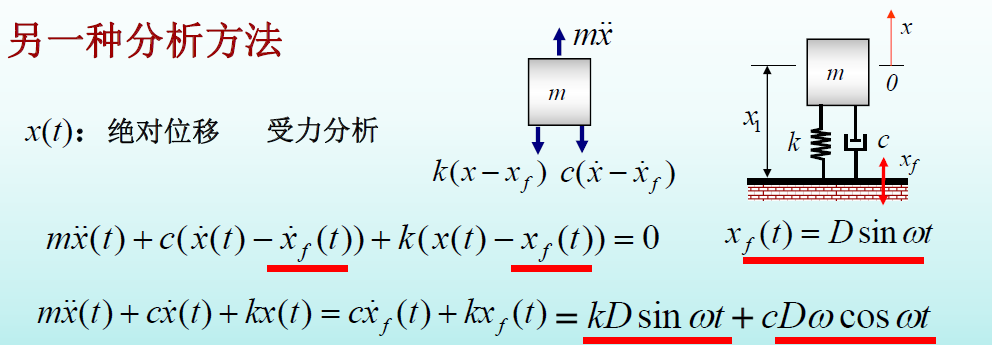 另一种分析方法
mẍ
m
k(x − x_f) c(ẋ − ẋ_f)
x
m
0
x₁
k
c
x_f
x(t): 绝对位移 受力分析
mẍ(t) + c(ẋ(t) − ẋ_f(t)) + k(x(t) − x_f(t)) = 0
x_f(t) = D sin ωt
mẍ(t) + cẋ(t) + kx(t) = cẋ_f(t) + kx_f(t) = kD sin ωt + cDω cos ωt